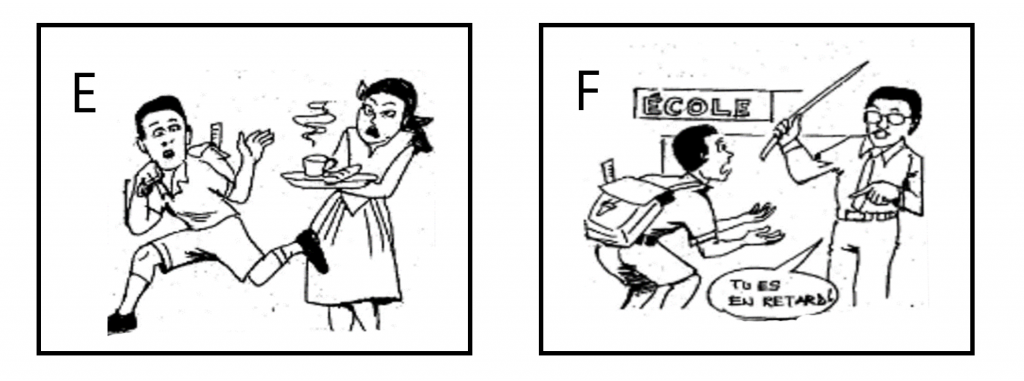 E
F
ÉCOLE
TU ES
EN RETARD!